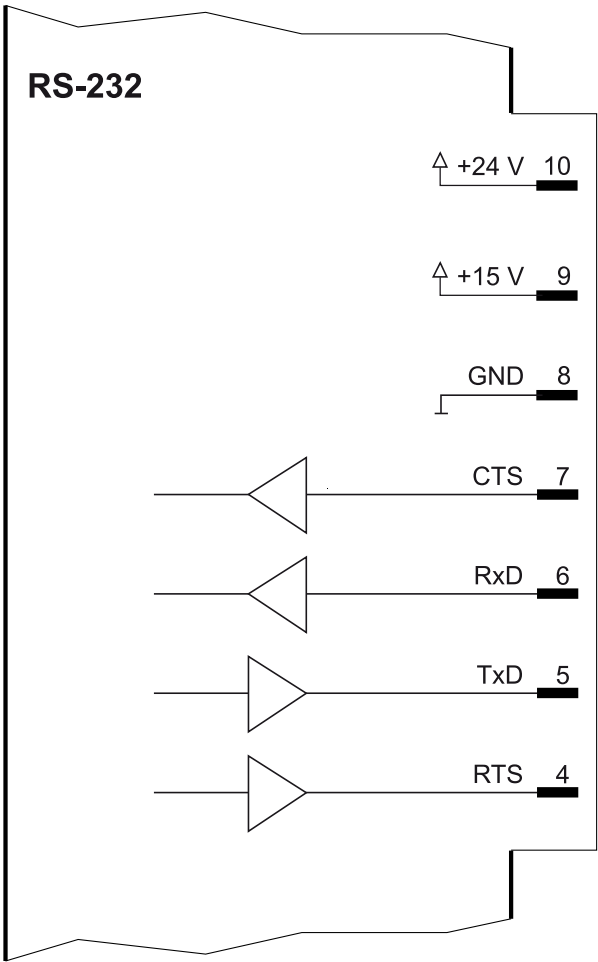 RS-232
+24 V 10
+15 V 9
GND 8
CTS 7
RxD 6
TxD 5
RTS 4